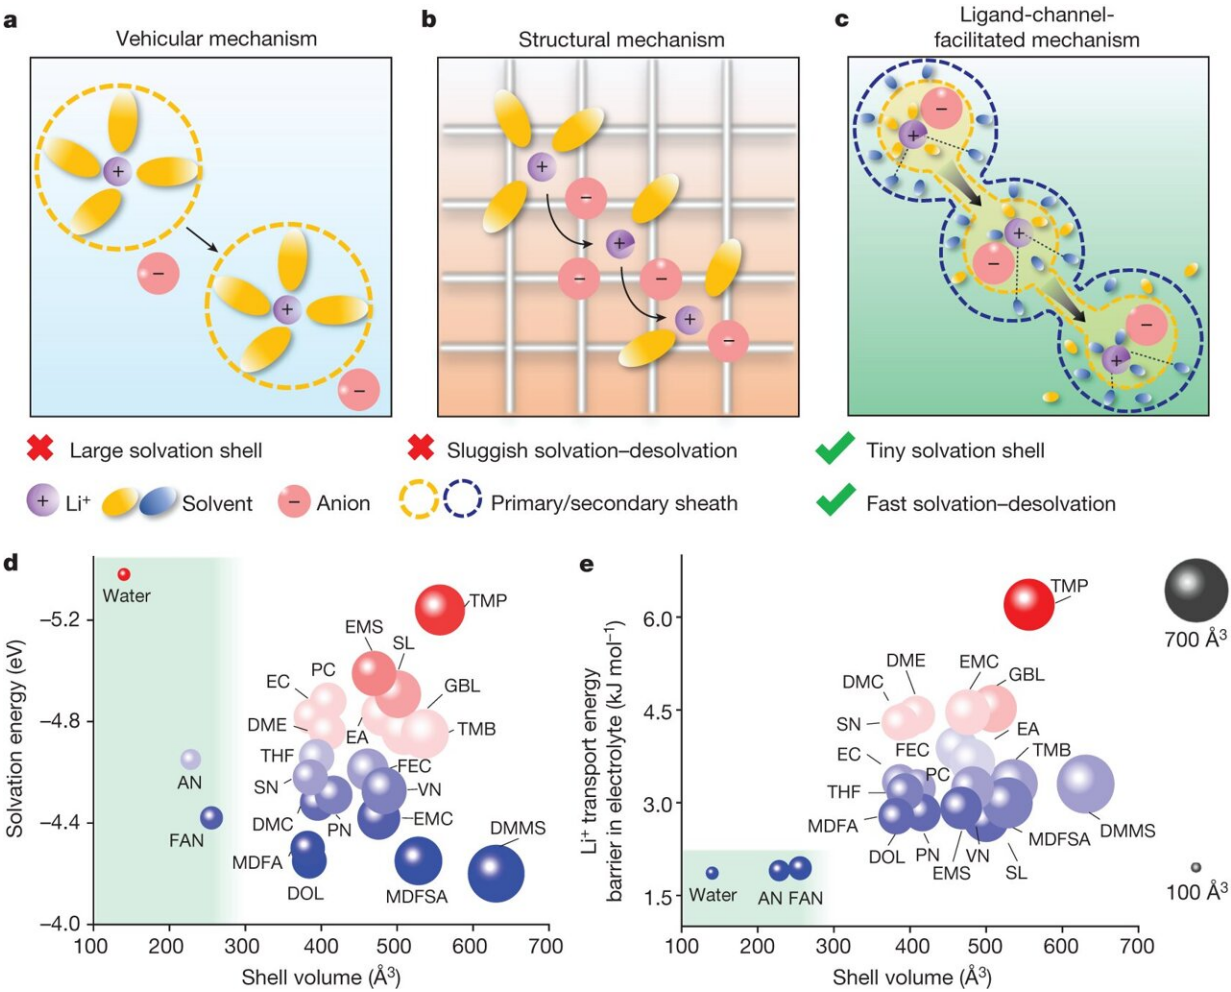 a
Vehicular mechanism
b
Structural mechanism
c
Ligand-channel-
facilitated mechanism
Large solvation shell
Sluggish solvation–desolvation
Tiny solvation shell
+ Li⁺
Solvent
− Anion
Primary/secondary sheath
Fast solvation–desolvation
d
Solvation energy (eV)
−5.2
−4.8
−4.4
−4.0
Water
TMP
EMS
SL
PC
EC
GBL
DME
EA
TMB
THF
AN
FEC
SN
VN
FAN
DMC
PN
EMC
MDFA
DMMS
DOL
MDFSA
100
200
300
400
500
600
700
Shell volume (Å³)
e
Li⁺ transport energy
barrier in electrolyte (kJ mol⁻¹)
6.0
4.5
3.0
1.5
TMP
700 Å³
DME
EMC
DMC
GBL
SN
EA
FEC
EC
TMB
PC
THF
MDFA
DMMS
MDFSA
DOL
PN
VN
EMS
SL
Water
AN
FAN
100 Å³
100
200
300
400
500
600
700
Shell volume (Å³)